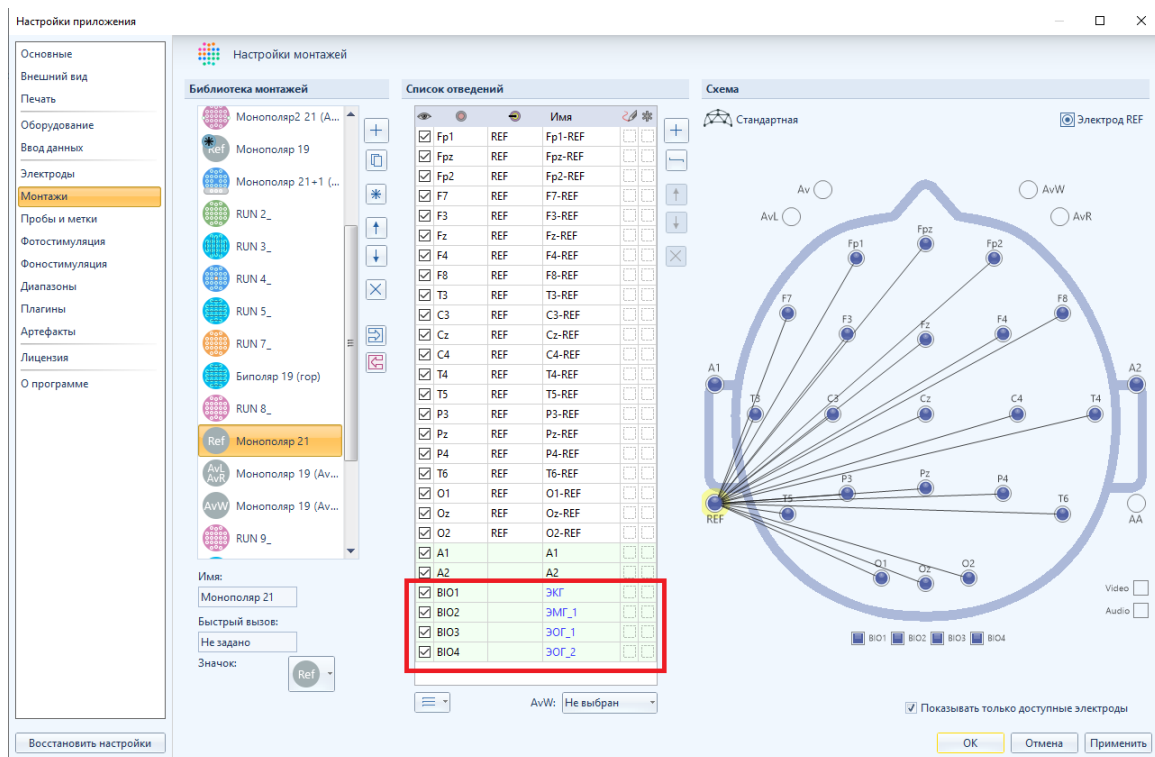 Настройки приложения
Основные
Внешний вид
Печать
Оборудование
Ввод данных
Электроды
Монтажи
Пробы и метки
Фотостимуляция
Фоностимуляция
Диапазоны
Плагины
Артефакты
Лицензия
О программе
Восстановить настройки
Настройки монтажей
Библиотека монтажей
Монополяр2 21 (А...
Ref Монополяр 19
Монополяр 21+1 (...
RUN 2_
RUN 3_
RUN 4_
RUN 5_
RUN 7_
Биполяр 19 (гор)
RUN 8_
Ref Монополяр 21
AvL AvR Монополяр 19 (Av...
AvW Монополяр 19 (Av...
RUN 9_
Имя:
Монополяр 21
Быстрый вызов:
Не задано
Значок:
Ref
Список отведений
Имя
Fp1 REF Fp1-REF
Fpz REF Fpz-REF
Fp2 REF Fp2-REF
F7 REF F7-REF
F3 REF F3-REF
Fz REF Fz-REF
F4 REF F4-REF
F8 REF F8-REF
T3 REF T3-REF
C3 REF C3-REF
Cz REF Cz-REF
C4 REF C4-REF
T4 REF T4-REF
T5 REF T5-REF
P3 REF P3-REF
Pz REF Pz-REF
P4 REF P4-REF
T6 REF T6-REF
O1 REF O1-REF
Oz REF Oz-REF
O2 REF O2-REF
A1 A1
A2 A2
BIO1 ЭКГ
BIO2 ЭМГ_1
BIO3 ЭОГ_1
BIO4 ЭОГ_2
AvW: Не выбран
Схема
Стандартная
Электрод REF
Av AvW
AvL AvR
Fp1 Fpz Fp2
F7 F3 Fz F4 F8
A1 A2
T3 C3 Cz C4 T4
T5 P3 Pz P4 T6
REF AA
O1 Oz O2
Video
Audio
BIO1 BIO2 BIO3 BIO4
Показывать только доступные электроды
OK Отмена Применить